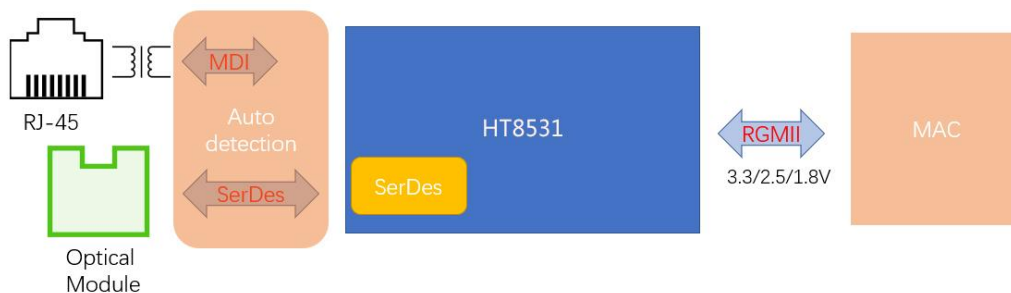 RJ-45
Optical
Module
MDI
Auto
detection
SerDes
HT8531
SerDes
RGMII
3.3/2.5/1.8V
MAC